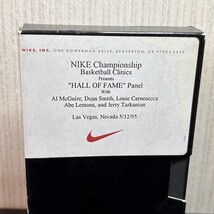 NIKE, INC. ONE BOWERMAN DRIVE, BEAVERTON, OR 97005-6453
NIKE Championship
Basketball Clinics
Presents
"HALL OF FAME" Panel
With
Al McGuire, Dean Smith, Louie Carnesecca
Abe Lemons, and Jerry Tarkanian
Las Vegas, Nevada 5/12/95